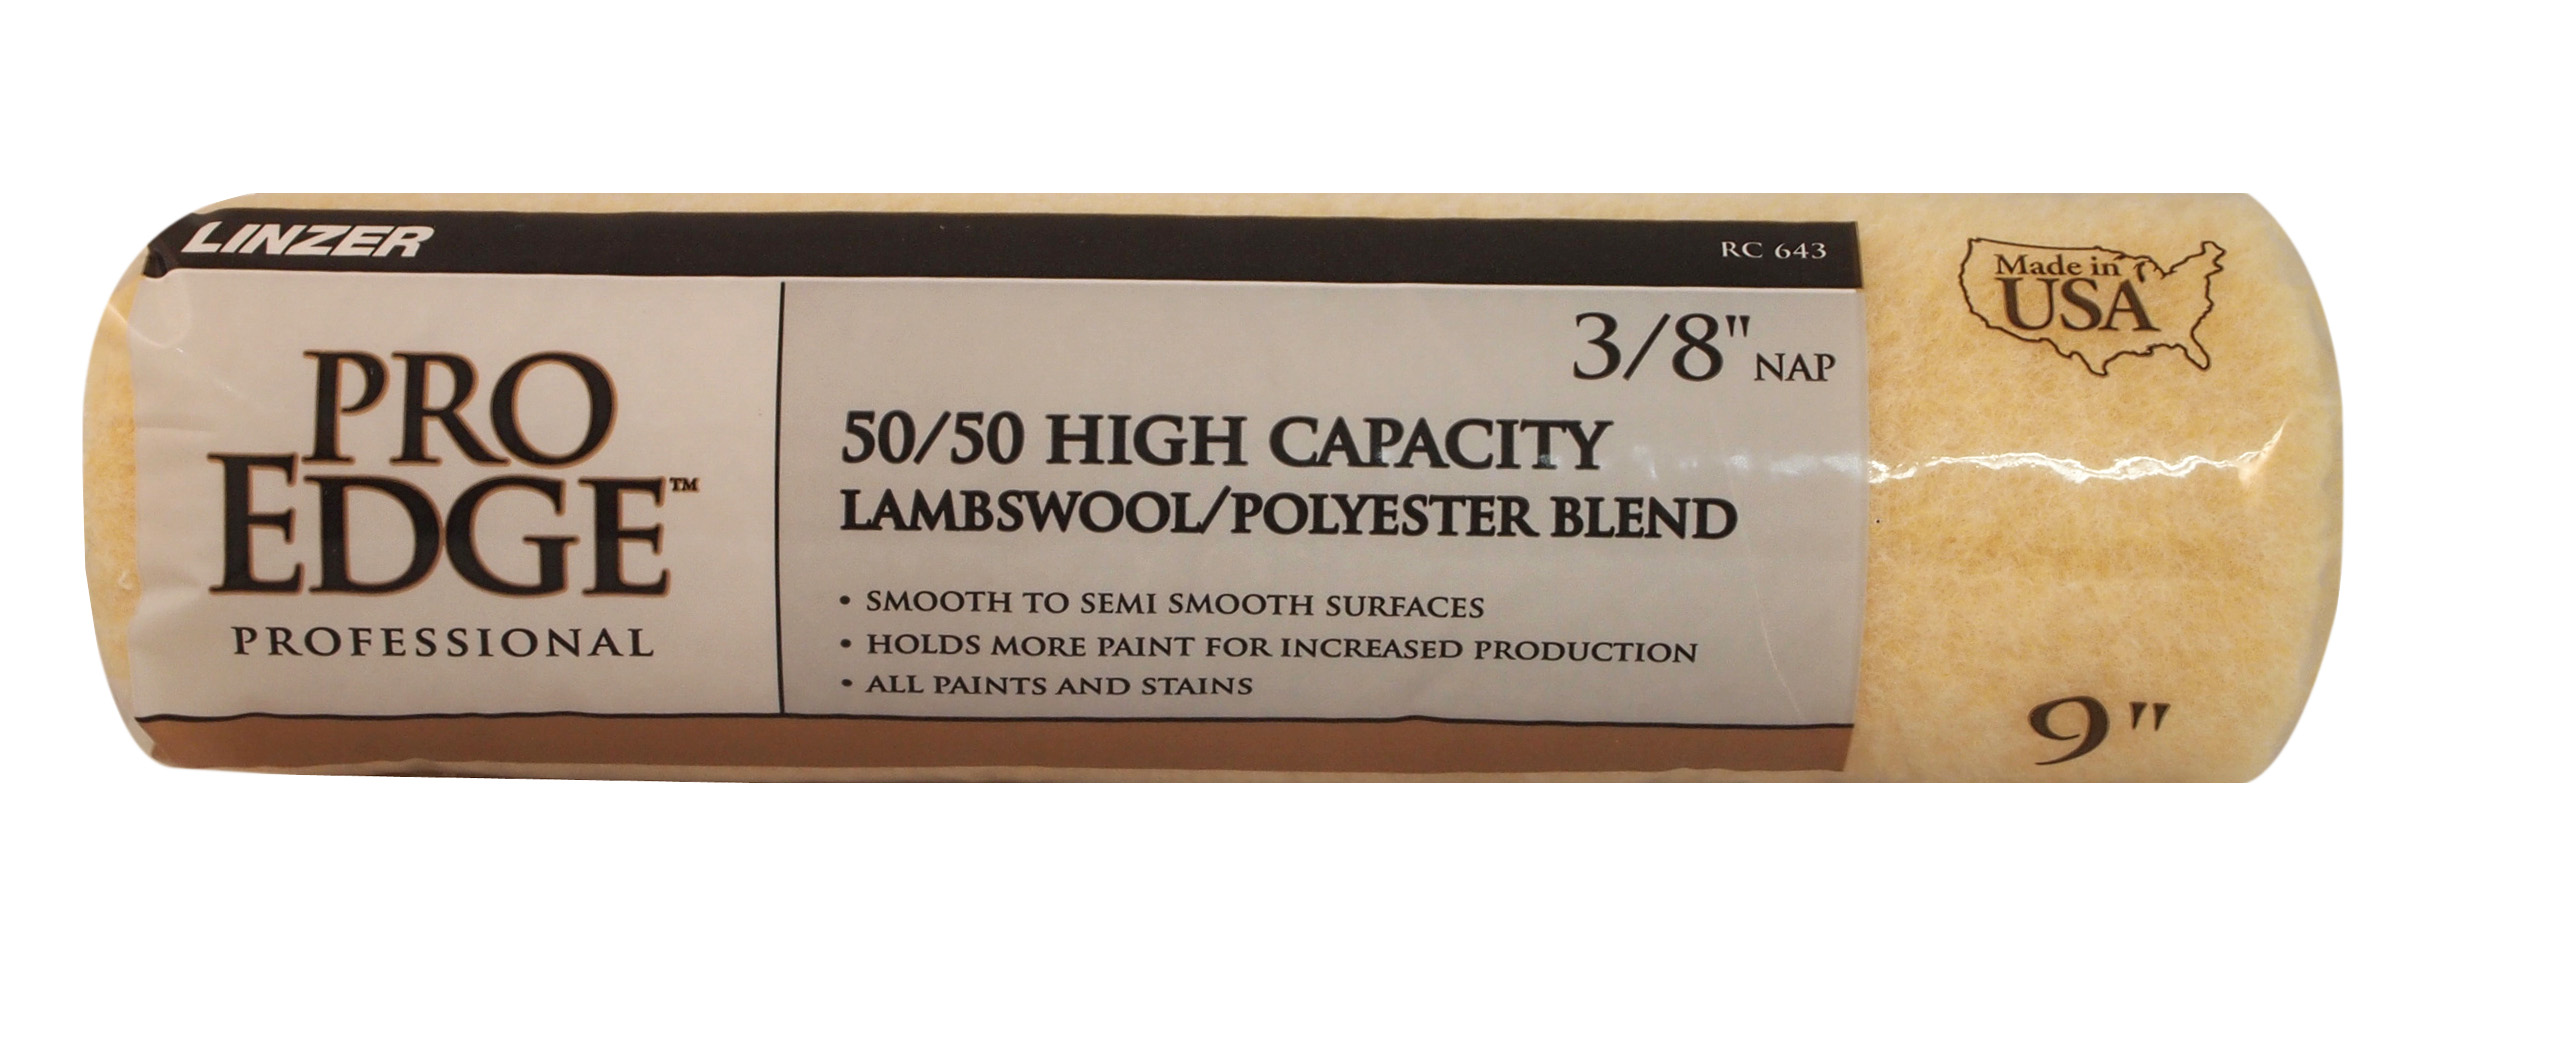 LINZER
RC 643
PRO
EDGE™
PROFESSIONAL
3/8" NAP
50/50 HIGH CAPACITY
LAMBSWOOL/POLYESTER BLEND
• SMOOTH TO SEMI SMOOTH SURFACES
• HOLDS MORE PAINT FOR INCREASED PRODUCTION
• ALL PAINTS AND STAINS
Made in
USA
9"